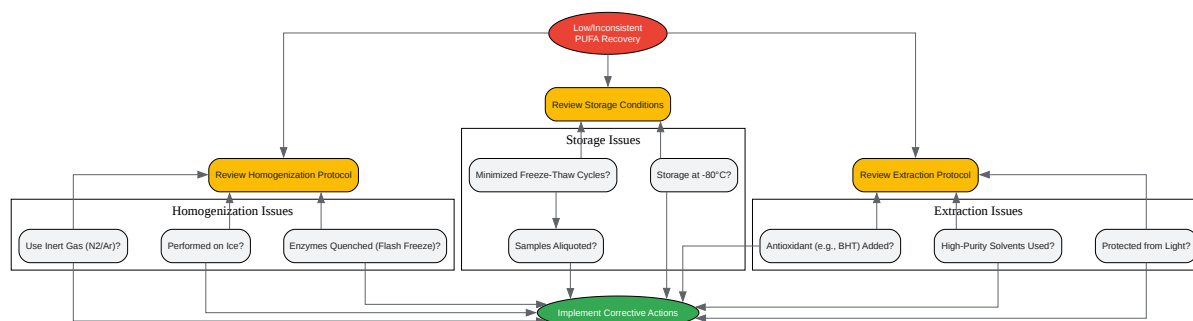 Low/Inconsistent
PUFA Recovery
Review Storage Conditions
Storage Issues
Minimized Freeze-Thaw Cycles?
Storage at -80°C?
Review Homogenization Protocol
Review Extraction Protocol
Homogenization Issues
Extraction Issues
Use Inert Gas (N2/Ar)?
Performed on Ice?
Enzymes Quenched (Flash Freeze)?
Samples Aliquoted?
Antioxidant (e.g., BHT) Added?
High-Purity Solvents Used?
Protected from Light?
Implement Corrective Actions